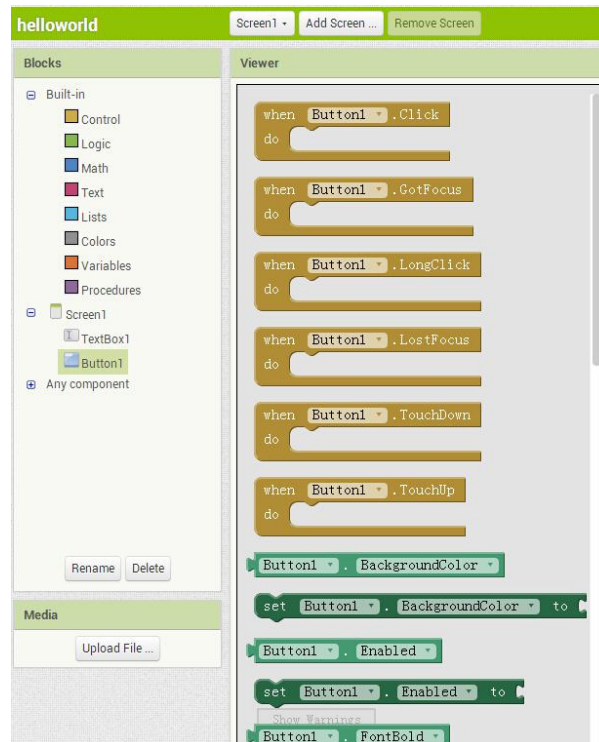 helloworld
Screen1 Add Screen ... Remove Screen
Blocks
Built-in
Control
Logic
Math
Text
Lists
Colors
Variables
Procedures
Screen1
TextBox1
Button1
Any component
Rename Delete
Media
Upload File ...
Viewer
when Button1 .Click
do
when Button1 .GotFocus
do
when Button1 .LongClick
do
when Button1 .LostFocus
do
when Button1 .TouchDown
do
when Button1 .TouchUp
do
Button1 . BackgroundColor
set Button1 . BackgroundColor to
Button1 . Enabled
set Button1 . Enabled to
Show Warnings
Button1 . FontBold